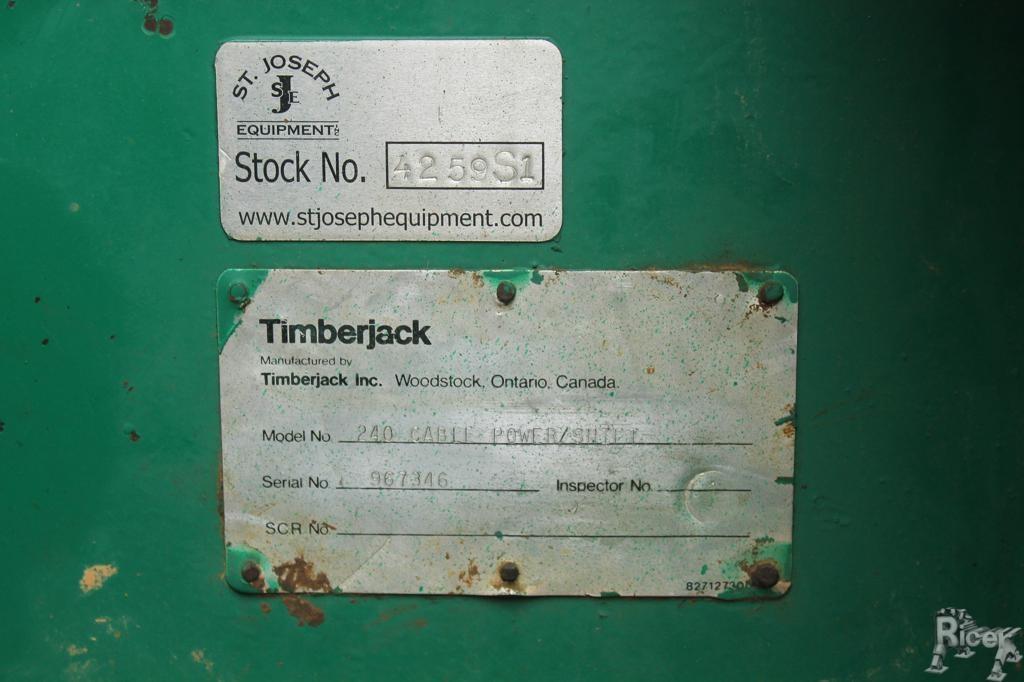 ST. JOSEPH
SJE
EQUIPMENT
Stock No. 4259S1
www.stjosephequipment.com
Timberjack
Manufactured by
Timberjack Inc. Woodstock, Ontario, Canada.
Model No 240 CABLE POWER/SHIFT
Serial No 967346 Inspector No.
SCR No
Ricer